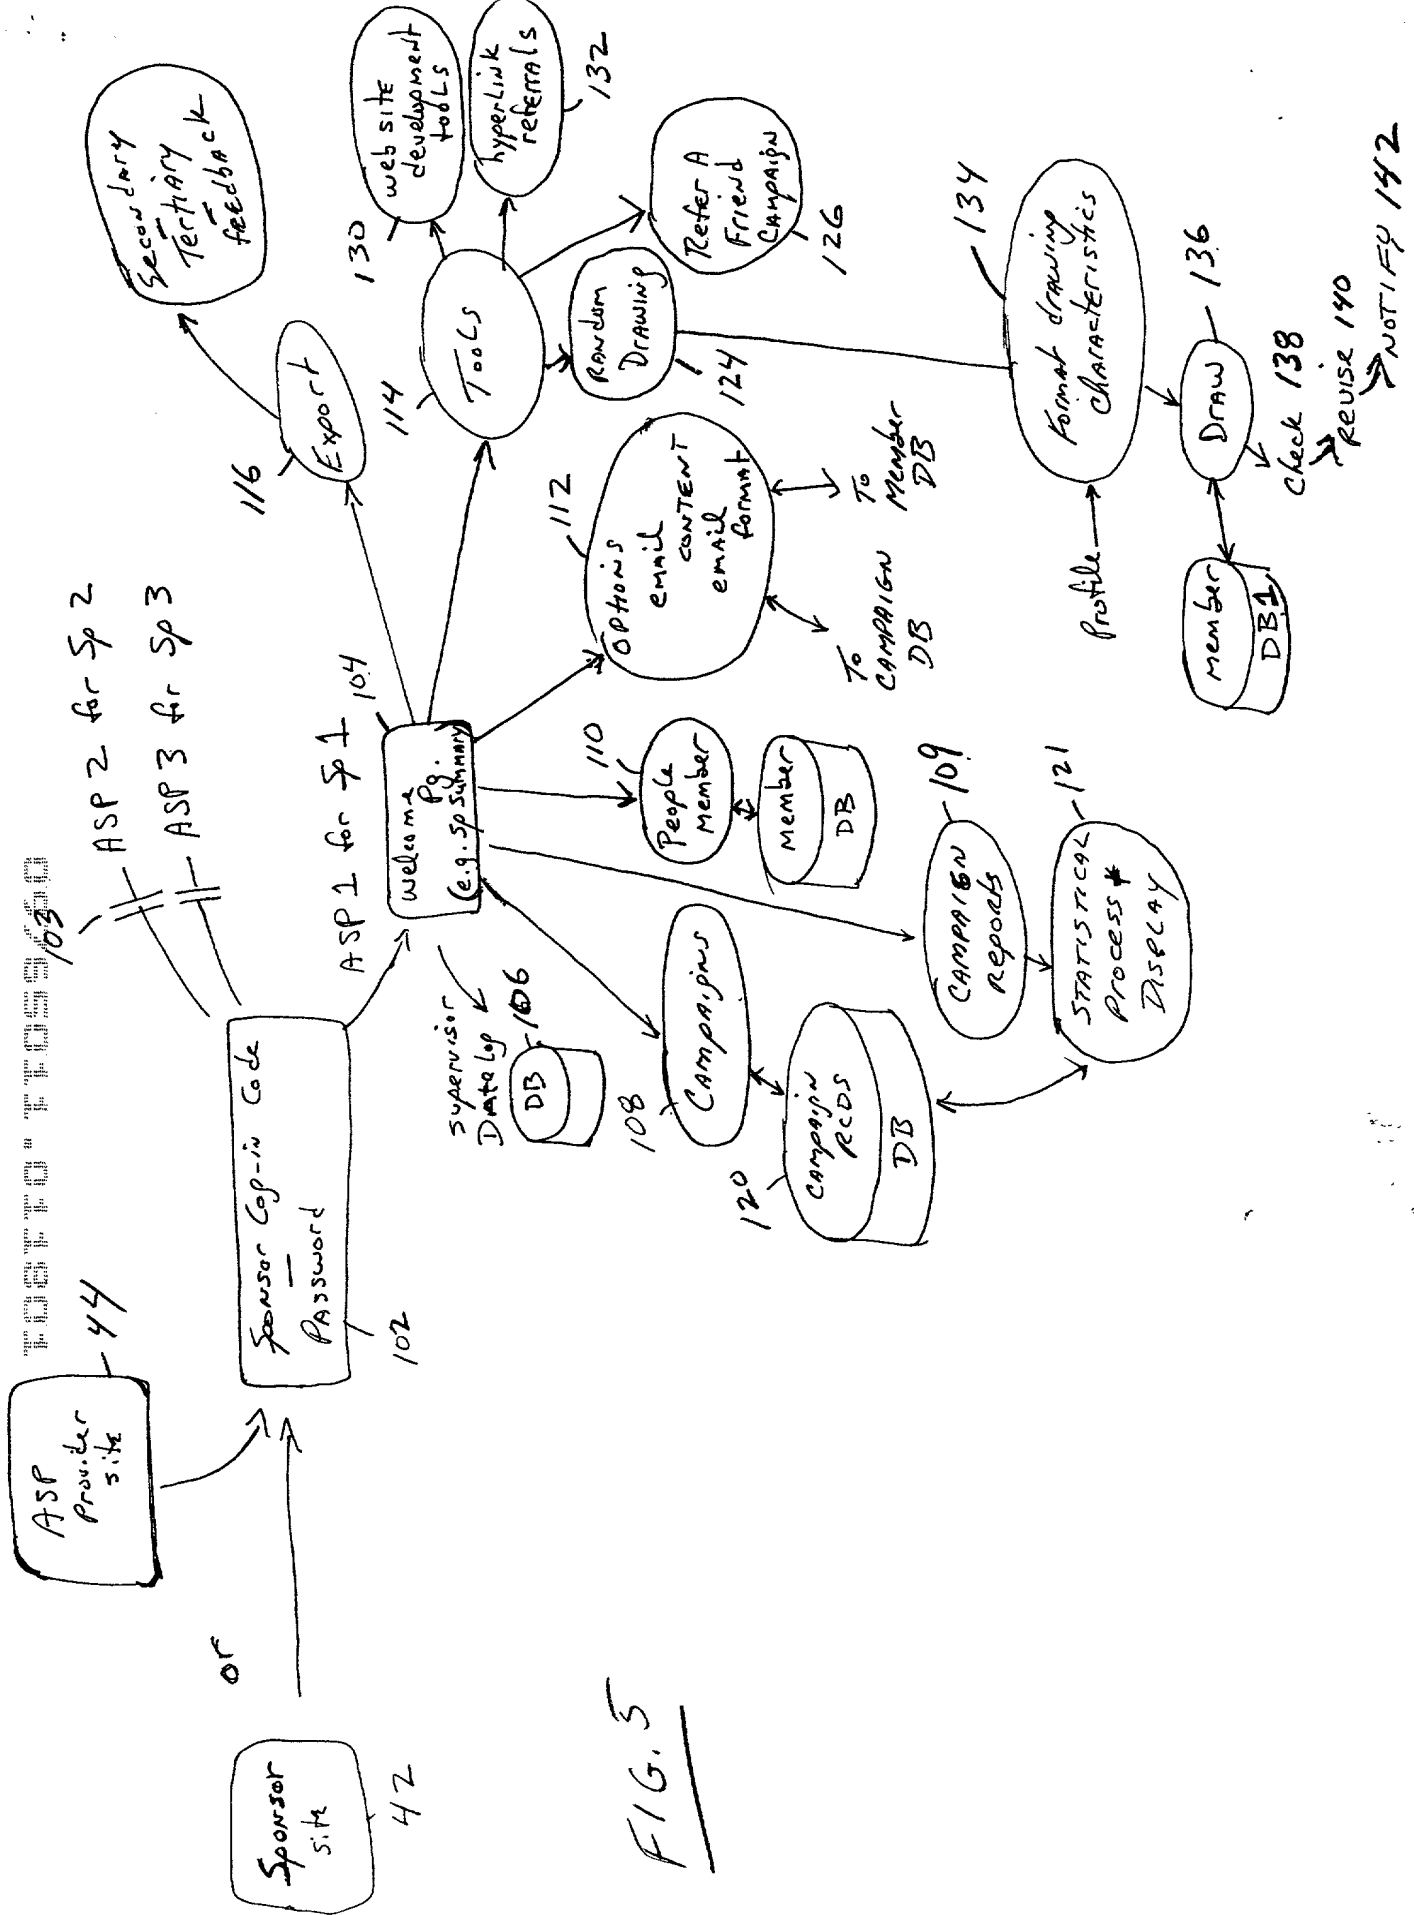 ASP
Provider
site
44
or
Sponsor
site
42
Sponsor Log-in Code
Password
102
103
ASP 2 for Sp 2
ASP 3 for Sp 3
ASP 1 for Sp 1
104
Welcome
Pg.
(e.g. Sp Summary)
Supervisor
Data Log
DB
106
116
Export
Secondary
Tertiary
feedback
114
TOOLS
130
web site
development
tools
hyperlink
referrals
132
Random
Drawing
124
Refer A
Friend
Campaign
126
112
OPtions
email
CONTENT
email
format
To
CAMPAIGN
DB
To
Member
DB
110
People
Member
Member
DB
108
Campaigns
120
Campaign
RCDS
DB
109
CAMPAIGN
Reports
121
STATISTICAL
Process
DISPLAY
134
Format drawing
characteristics
Profile
136
Draw
Member
DB1
Check 138
Revise 140
NOTIFY 142
FIG. 5